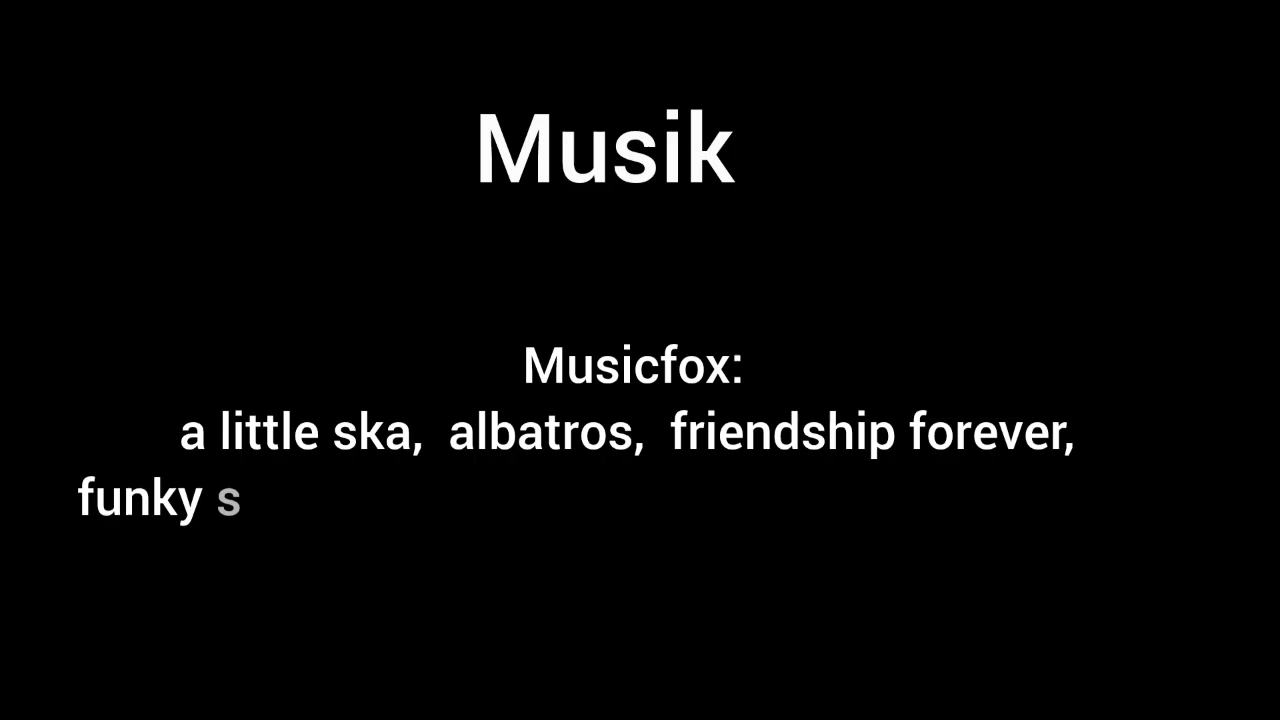 Musik
Musicfox:
a little ska,  albatros,  friendship forever,
funky s